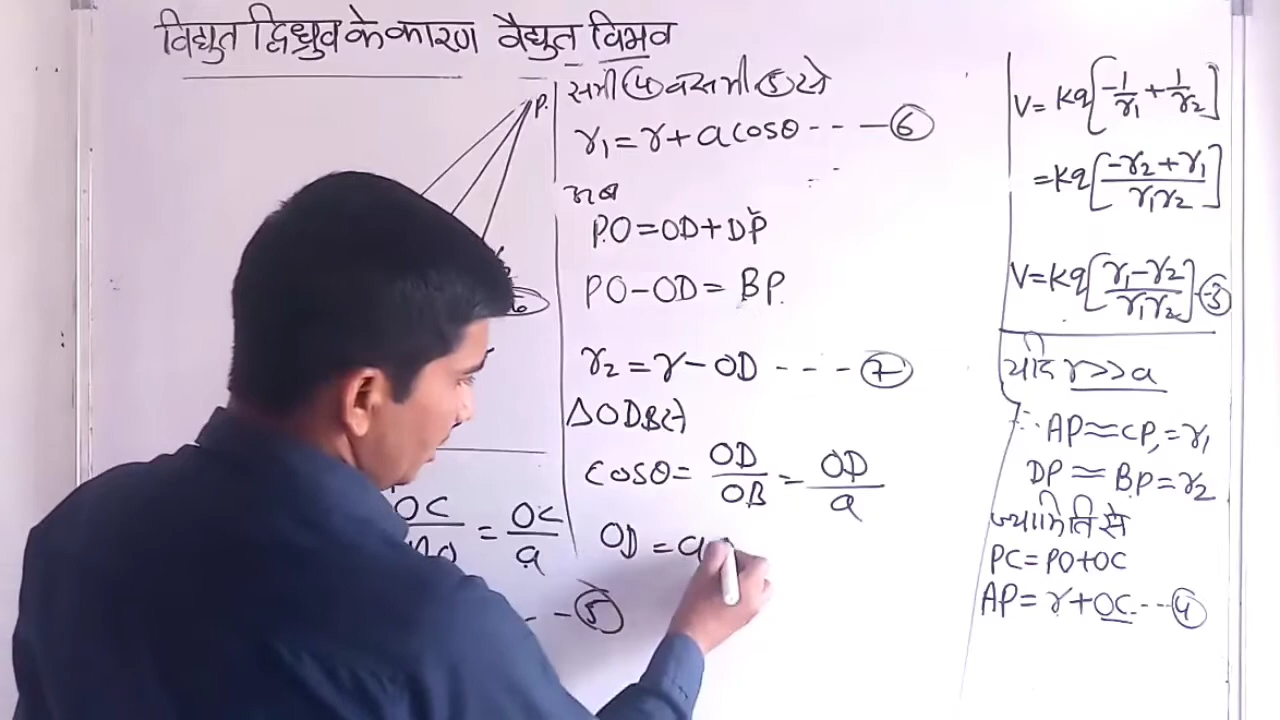 विद्युत द्विध्रुव के कारण वैद्युत विभव
P.
OC = OC
a
--⑤
समी ④ व समी ⑤ से
r₁=r+acosθ---⑥
अब
PO=OD+DP
PO-OD=BP
r₂=r-OD---⑦
ΔODB से
cosθ=OD/OB=OD/a
OD=a
V=Kq[-1/r₁+1/r₂]
=Kq[-r₂+r₁/r₁r₂]
V=Kq[r₁-r₂/r₁r₂]--③
यदि r>>a
∵ AP≈CP=r₁
DP≈BP=r₂
ज्यामिति से
PC=PO+OC
AP=r+OC---④